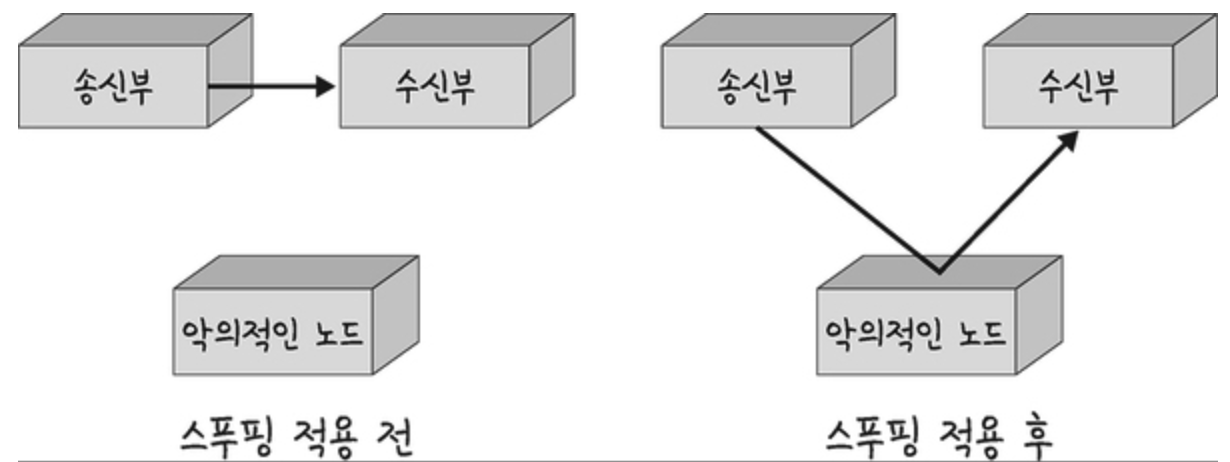 송신부 수신부 송신부 수신부
악의적인 노드 악의적인 노드
스푸핑 적용 전 스푸핑 적용 후